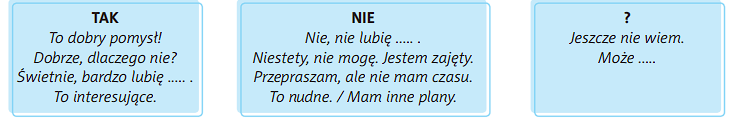 TAK
To dobry pomysł!
Dobrze, dlaczego nie?
Świetnie, bardzo lubię ..... .
To interesujące.
NIE
Nie, nie lubię ..... .
Niestety, nie mogę. Jestem zajęty.
Przepraszam, ale nie mam czasu.
To nudne. / Mam inne plany.
?
Jeszcze nie wiem.
Może .....